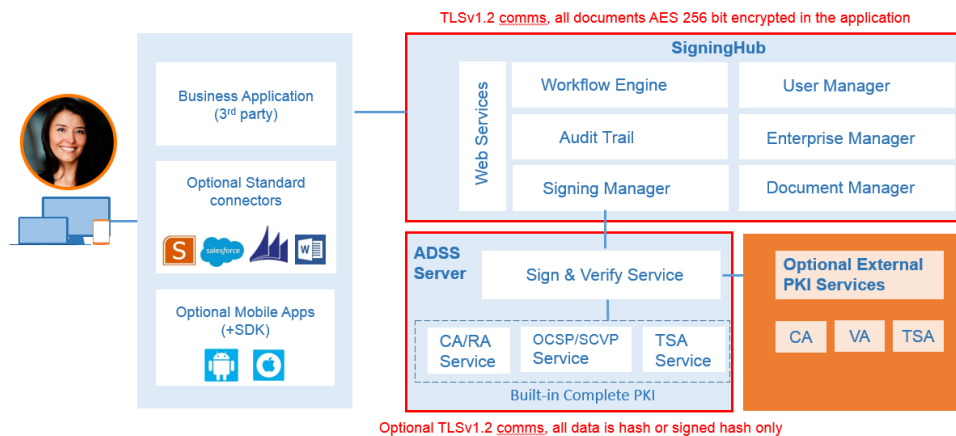 TLSv1.2 comms, all documents AES 256 bit encrypted in the application
Business Application
(3rd party)
Optional Standard
connectors
S
salesforce
W
Optional Mobile Apps
(+SDK)
SigningHub
Web Services
Workflow Engine
User Manager
Audit Trail
Enterprise Manager
Signing Manager
Document Manager
ADSS
Server
Sign & Verify Service
CA/RA
Service
OCSP/SCVP
Service
TSA
Service
Built-in Complete PKI
Optional External
PKI Services
CA
VA
TSA
Optional TLSv1.2 comms, all data is hash or signed hash only